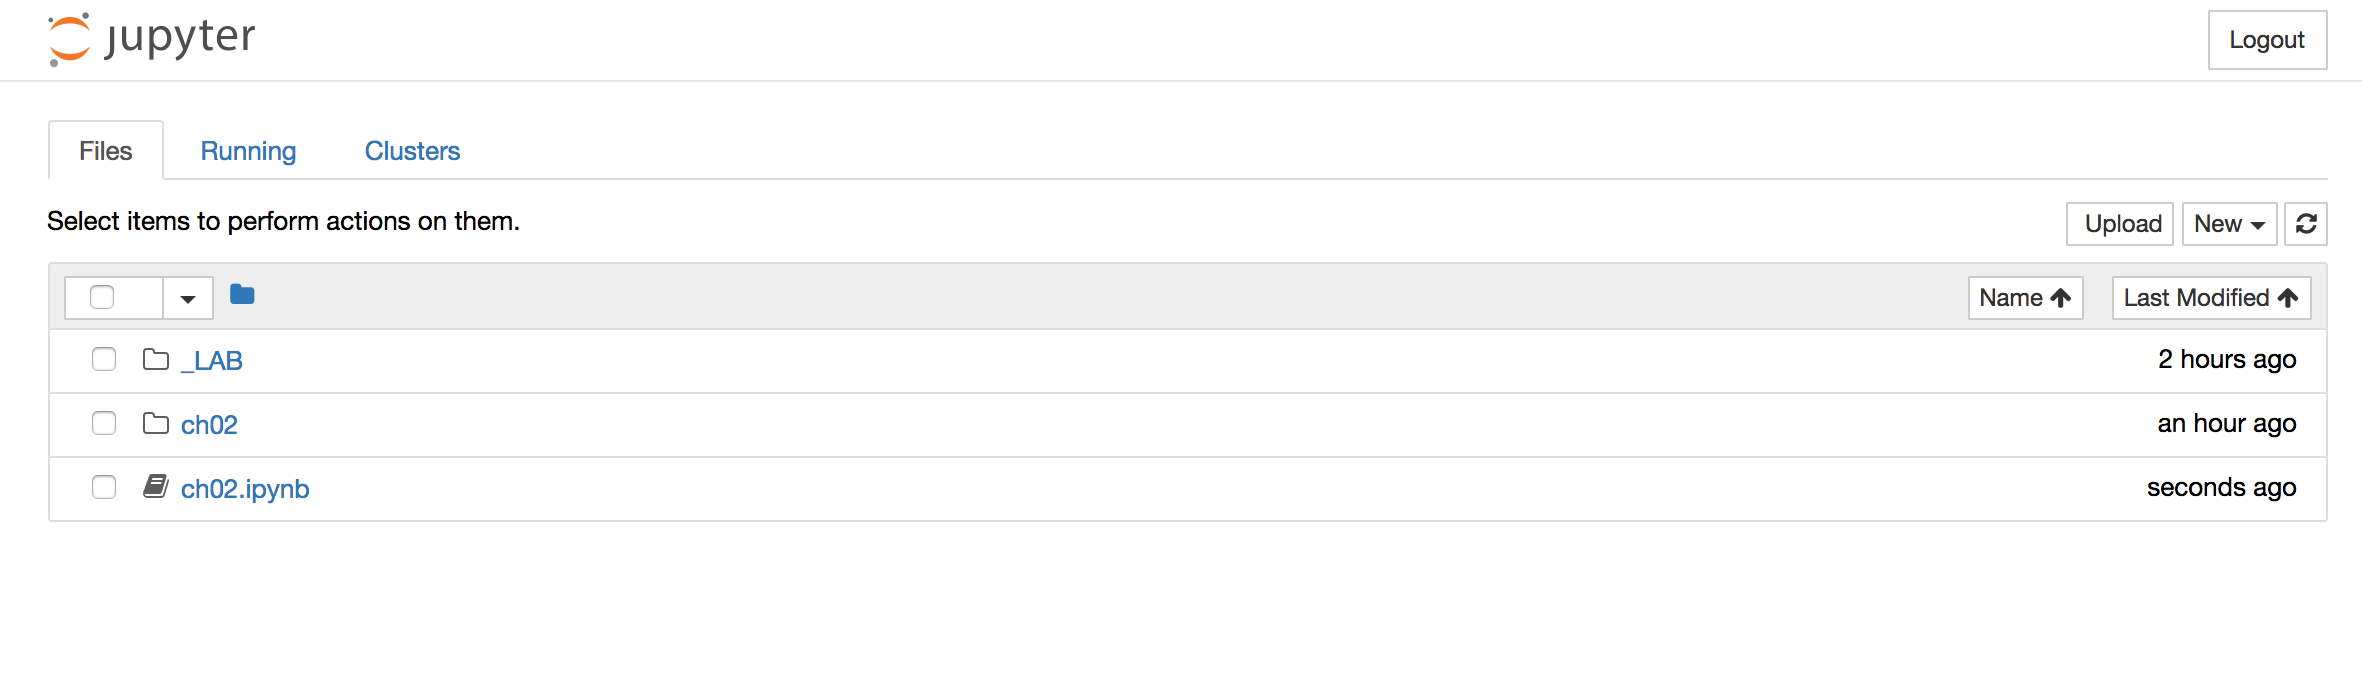 jupyter
Logout
Files Running Clusters
Select items to perform actions on them.
Upload New
Name Last Modified
_LAB 2 hours ago
ch02 an hour ago
ch02.ipynb seconds ago